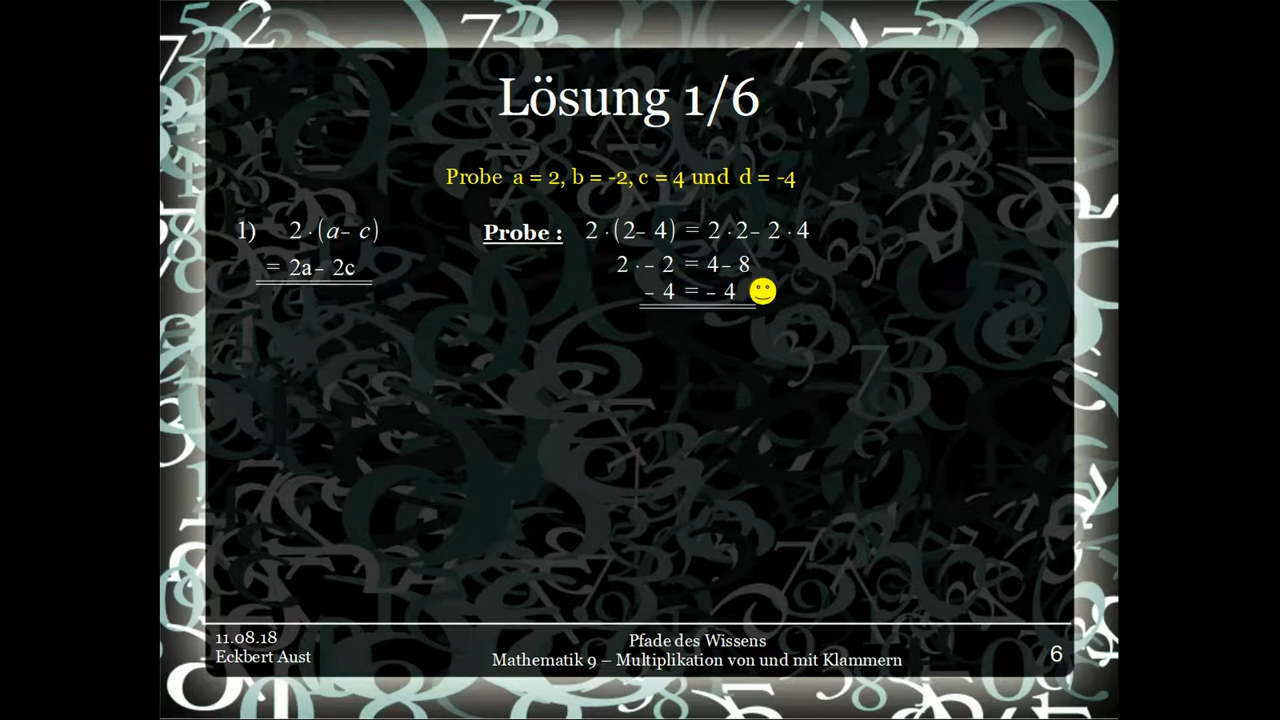 Lösung 1/6
Probe a = 2, b = -2, c = 4 und d = -4
1) 2 · (a – c)
= 2a – 2c
Probe : 2 · (2 – 4) = 2 · 2 – 2 · 4
2 · – 2 = 4 – 8
– 4 = – 4
11.08.18
Eckbert Aust
Pfade des Wissens
Mathematik 9 – Multiplikation von und mit Klammern
6